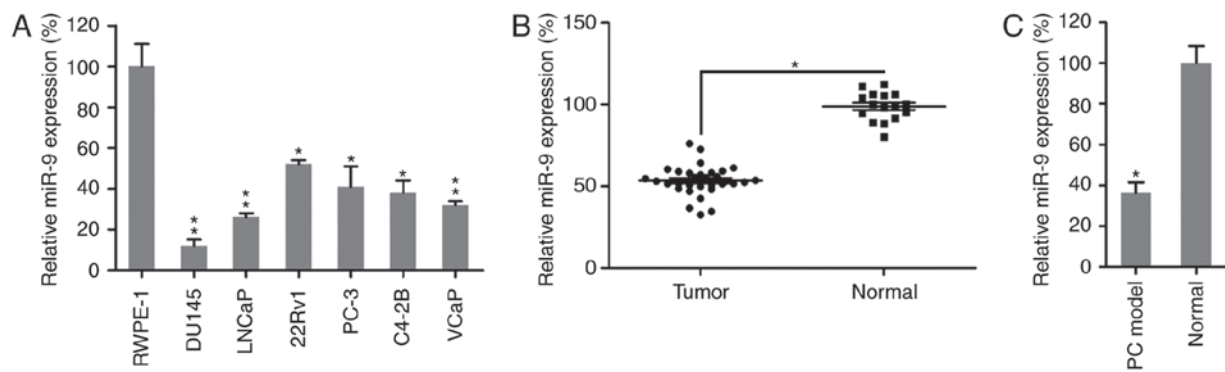 A
Relative miR-9 expression (%)
120
100
80
60
40
20
0
**
**
*
*
*
**
RWPE-1
DU145
LNCaP
22Rv1
PC-3
C4-2B
VCaP
B
Relative miR-9 expression (%)
150
100
50
0
*
Tumor
Normal
C
Relative miR-9 expression (%)
120
100
80
60
40
20
0
*
PC model
Normal